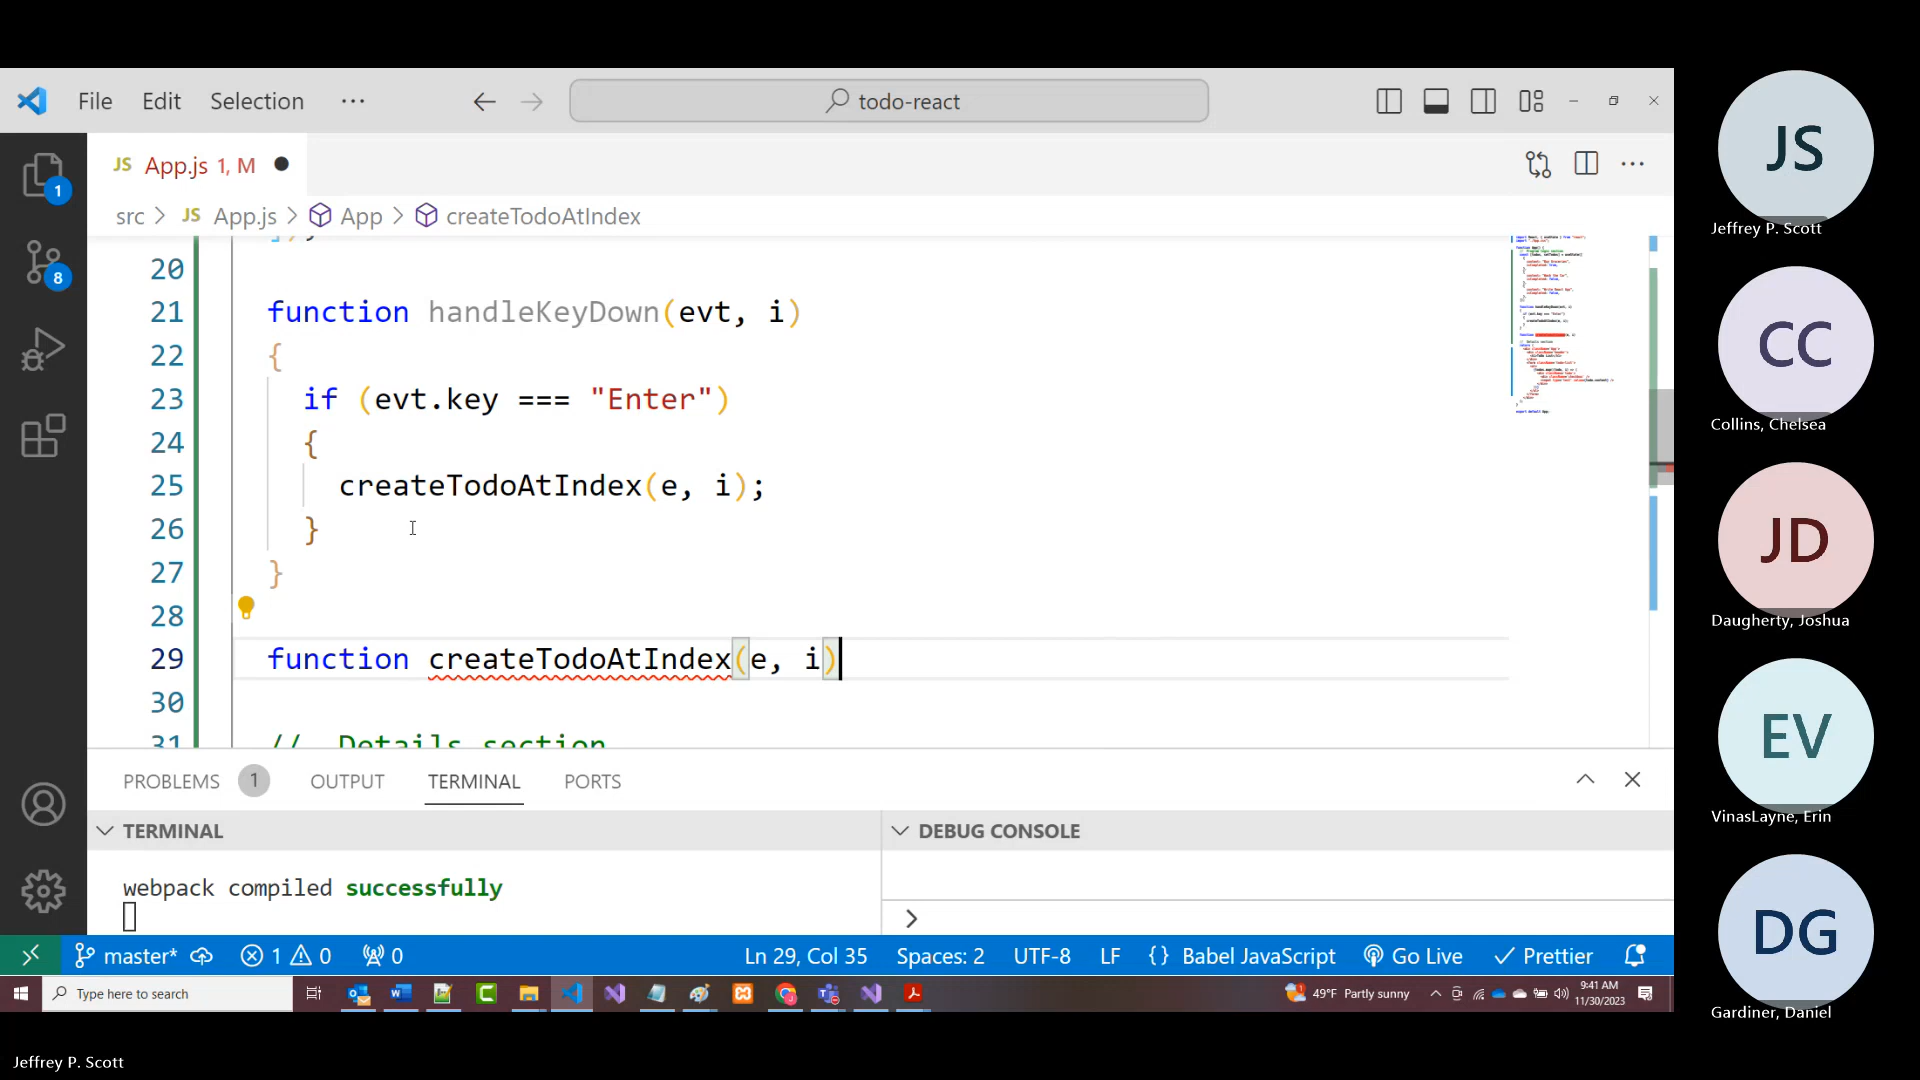 File Edit Selection ··· todo-react
JS App.js 1, M
src > JS App.js > App > createTodoAtIndex
20
21 function handleKeyDown(evt, i)
22 {
23 if (evt.key === "Enter")
24 {
25 createTodoAtIndex(e, i);
26 }
27 }
28
29 function createTodoAtIndex(e, i)
30
31 // Details section
1
8
PROBLEMS 1 OUTPUT TERMINAL PORTS
TERMINAL
DEBUG CONSOLE
webpack compiled successfully
>
master* 1 0 0 Ln 29, Col 35 Spaces: 2 UTF-8 LF {} Babel JavaScript Go Live Prettier
Type here to search
49°F Partly sunny
9:41 AM
11/30/2023
JS
Jeffrey P. Scott
CC
Collins, Chelsea
JD
Daugherty, Joshua
EV
VinasLayne, Erin
DG
Gardiner, Daniel
Jeffrey P. Scott